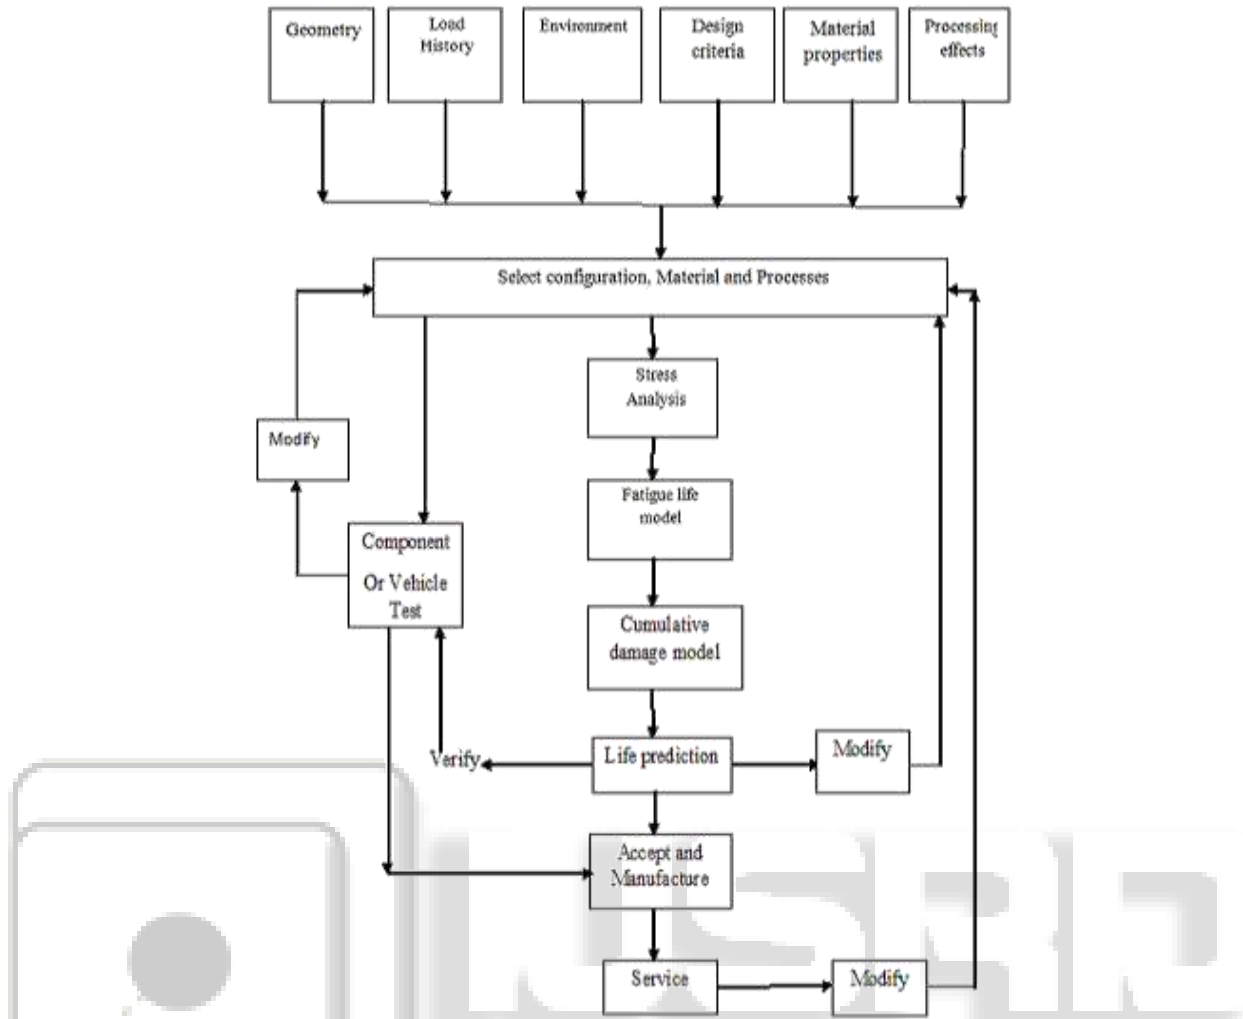 Geometry
Load
History
Environment
Design
criteria
Material
properties
Processing
effects
Select configuration, Material and Processes
Stress
Analysis
Modify
Fatigue life
model
Component
Or Vehicle
Test
Cumulative
damage model
Verify
Life prediction
Modify
Accept and
Manufacture
Service
Modify